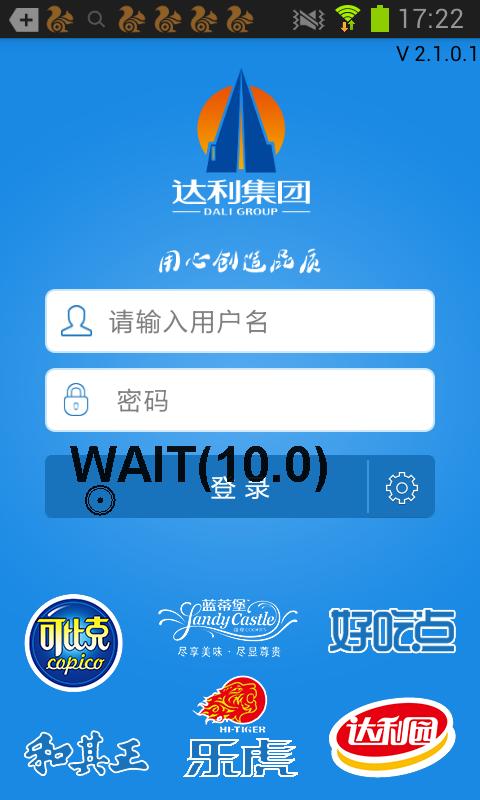 17:22
V 2.1.0.1
达利集团
DALI GROUP
用心创造品质
请输入用户名
密码
WAIT(10.0)
登录
可比克
copico
蓝蒂堡
Landy Castle
尽享美味·尽显尊贵
好吃点
和其正
HI-TIGER
乐虎
达利园